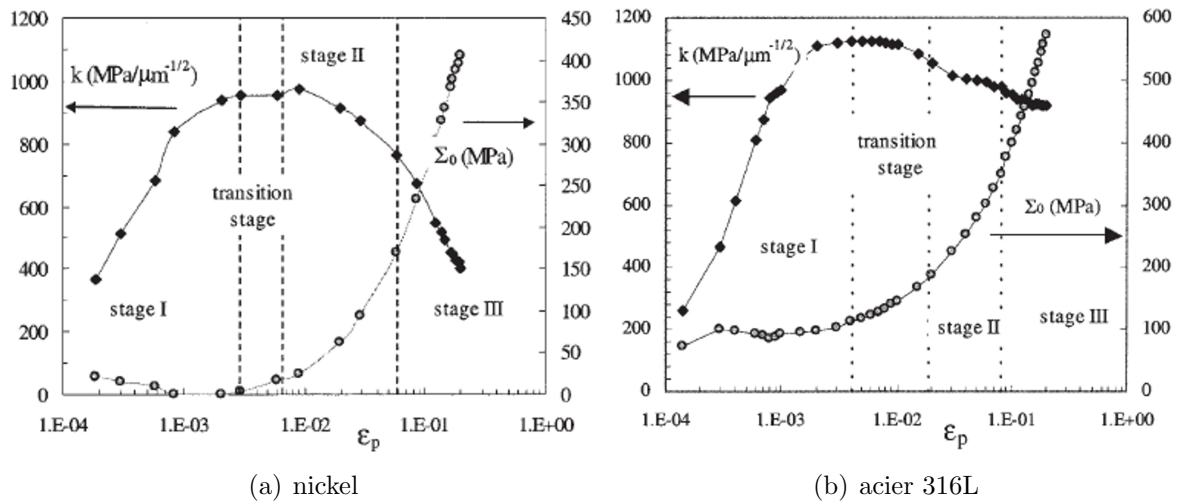 1200
1000
800
600
400
200
0
k (MPa/μm⁻¹/²)
stage II
transition
stage
stage I
Σ₀ (MPa)
stage III
450
400
350
300
250
200
150
100
50
0
1.E-04 1.E-03 1.E-02 1.E-01 1.E+00
εₚ
(a) nickel
1200
1000
800
600
400
200
0
k (MPa/μm⁻¹/²)
transition
stage
stage I
Σ₀ (MPa)
stage II
stage III
600
500
400
300
200
100
0
1.E-04 1.E-03 1.E-02 1.E-01 1.E+00
εₚ
(b) acier 316L